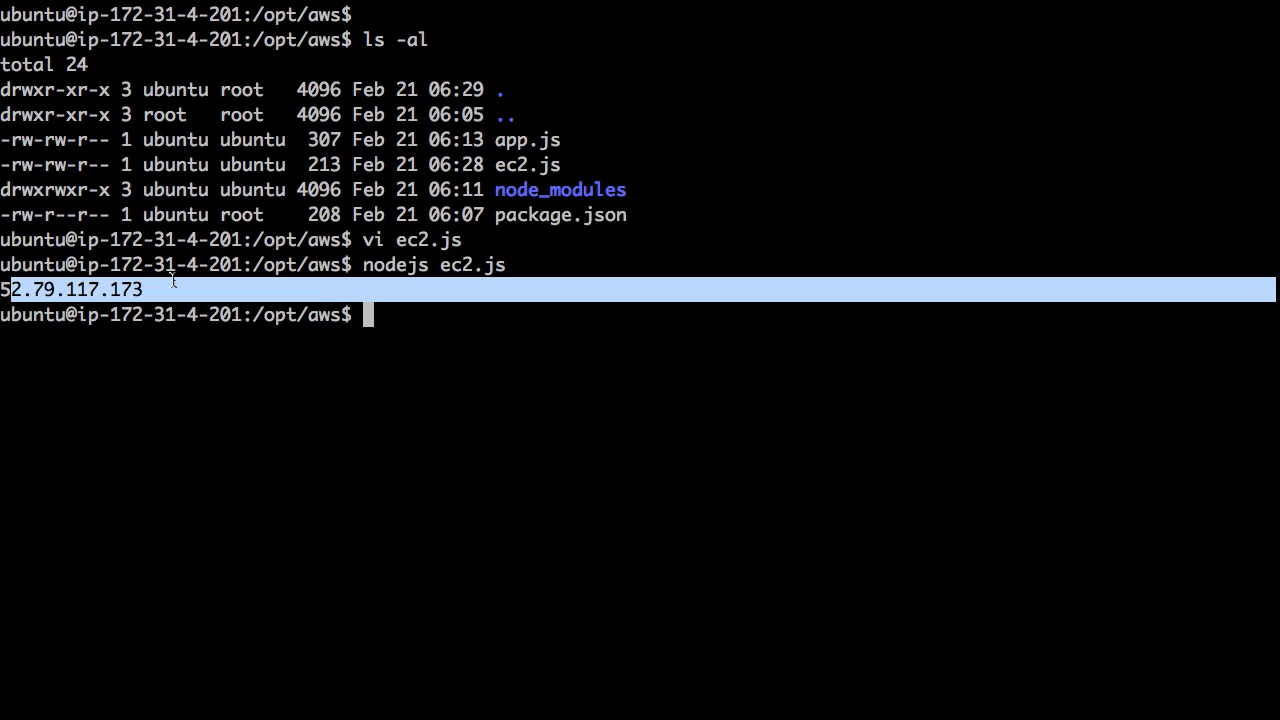 ubuntu@ip-172-31-4-201:/opt/aws$
ubuntu@ip-172-31-4-201:/opt/aws$ ls -al
total 24
drwxr-xr-x 3 ubuntu root   4096 Feb 21 06:29 .
drwxr-xr-x 3 root   root   4096 Feb 21 06:05 ..
-rw-rw-r-- 1 ubuntu ubuntu  307 Feb 21 06:13 app.js
-rw-rw-r-- 1 ubuntu ubuntu  213 Feb 21 06:28 ec2.js
drwxrwxr-x 3 ubuntu ubuntu 4096 Feb 21 06:11 node_modules
-rw-r--r-- 1 ubuntu root    208 Feb 21 06:07 package.json
ubuntu@ip-172-31-4-201:/opt/aws$ vi ec2.js
ubuntu@ip-172-31-4-201:/opt/aws$ nodejs ec2.js
52.79.117.173
ubuntu@ip-172-31-4-201:/opt/aws$